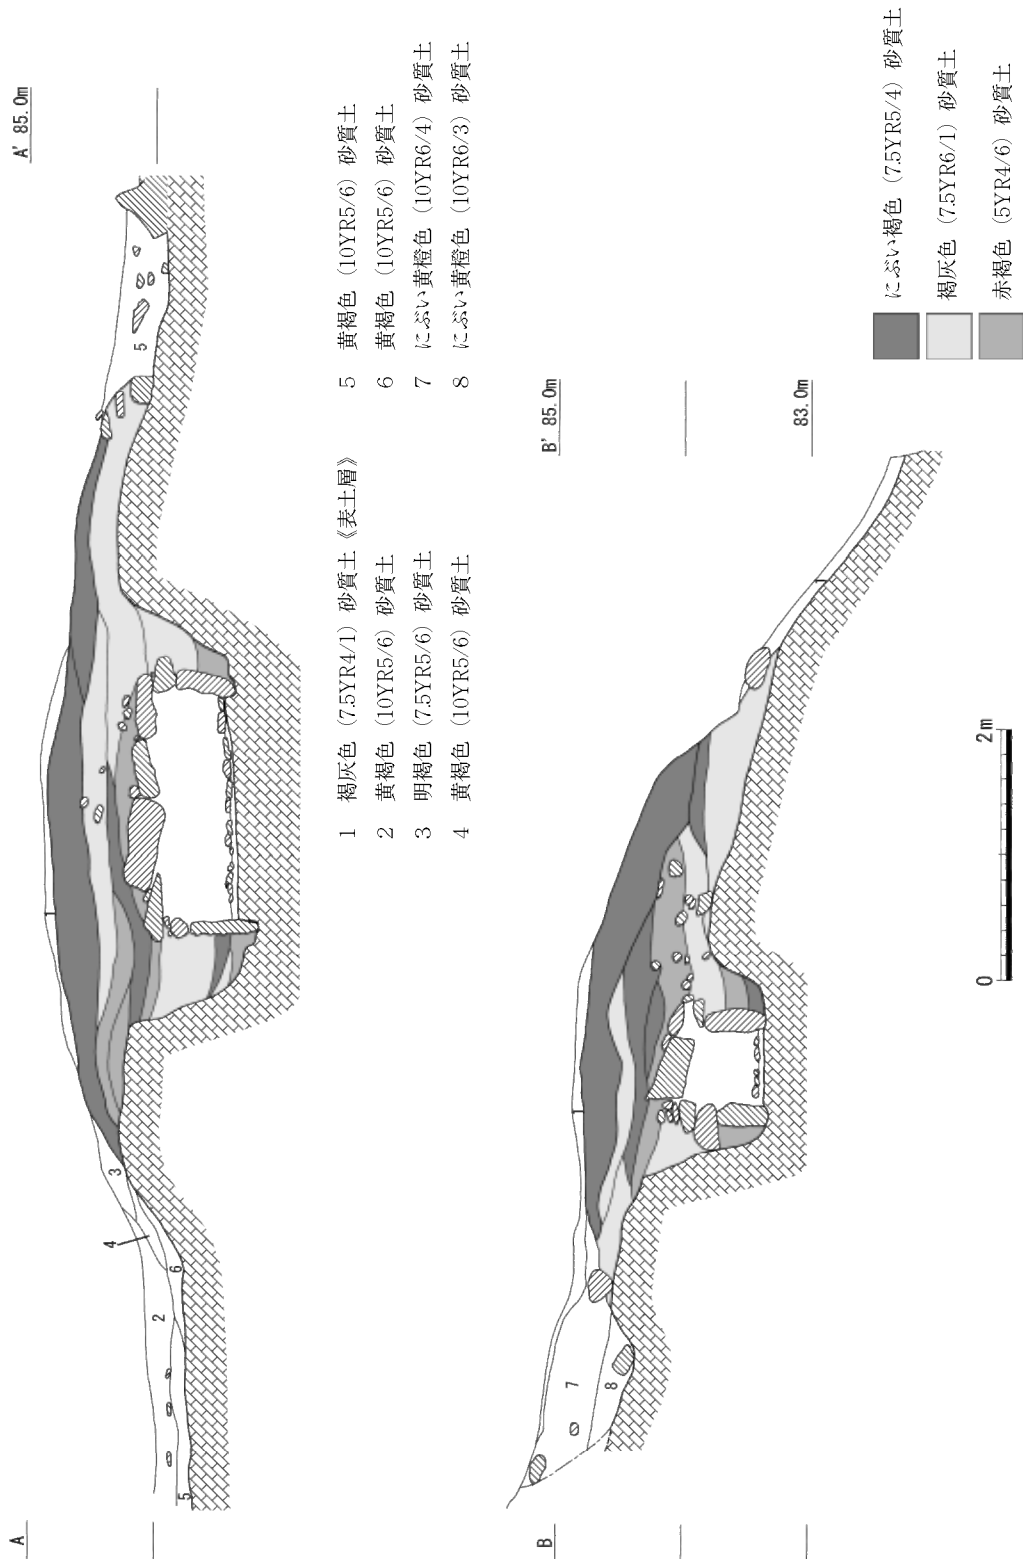 A
A' 85.0m
3
4
2
6
5
5
1 褐灰色（7.5YR4/1）砂質土《表土層》
2 黄褐色（10YR5/6）砂質土
3 明褐色（7.5YR5/6）砂質土
4 黄褐色（10YR5/6）砂質土
5 黄褐色（10YR5/6）砂質土
6 黄褐色（10YR5/6）砂質土
7 にぶい黄橙色（10YR6/4）砂質土
8 にぶい黄橙色（10YR6/3）砂質土
B
B' 85.0m
83.0m
7
8
にぶい褐色（7.5YR5/4）砂質土
褐灰色（7.5YR6/1）砂質土
赤褐色（5YR4/6）砂質土
0
2m